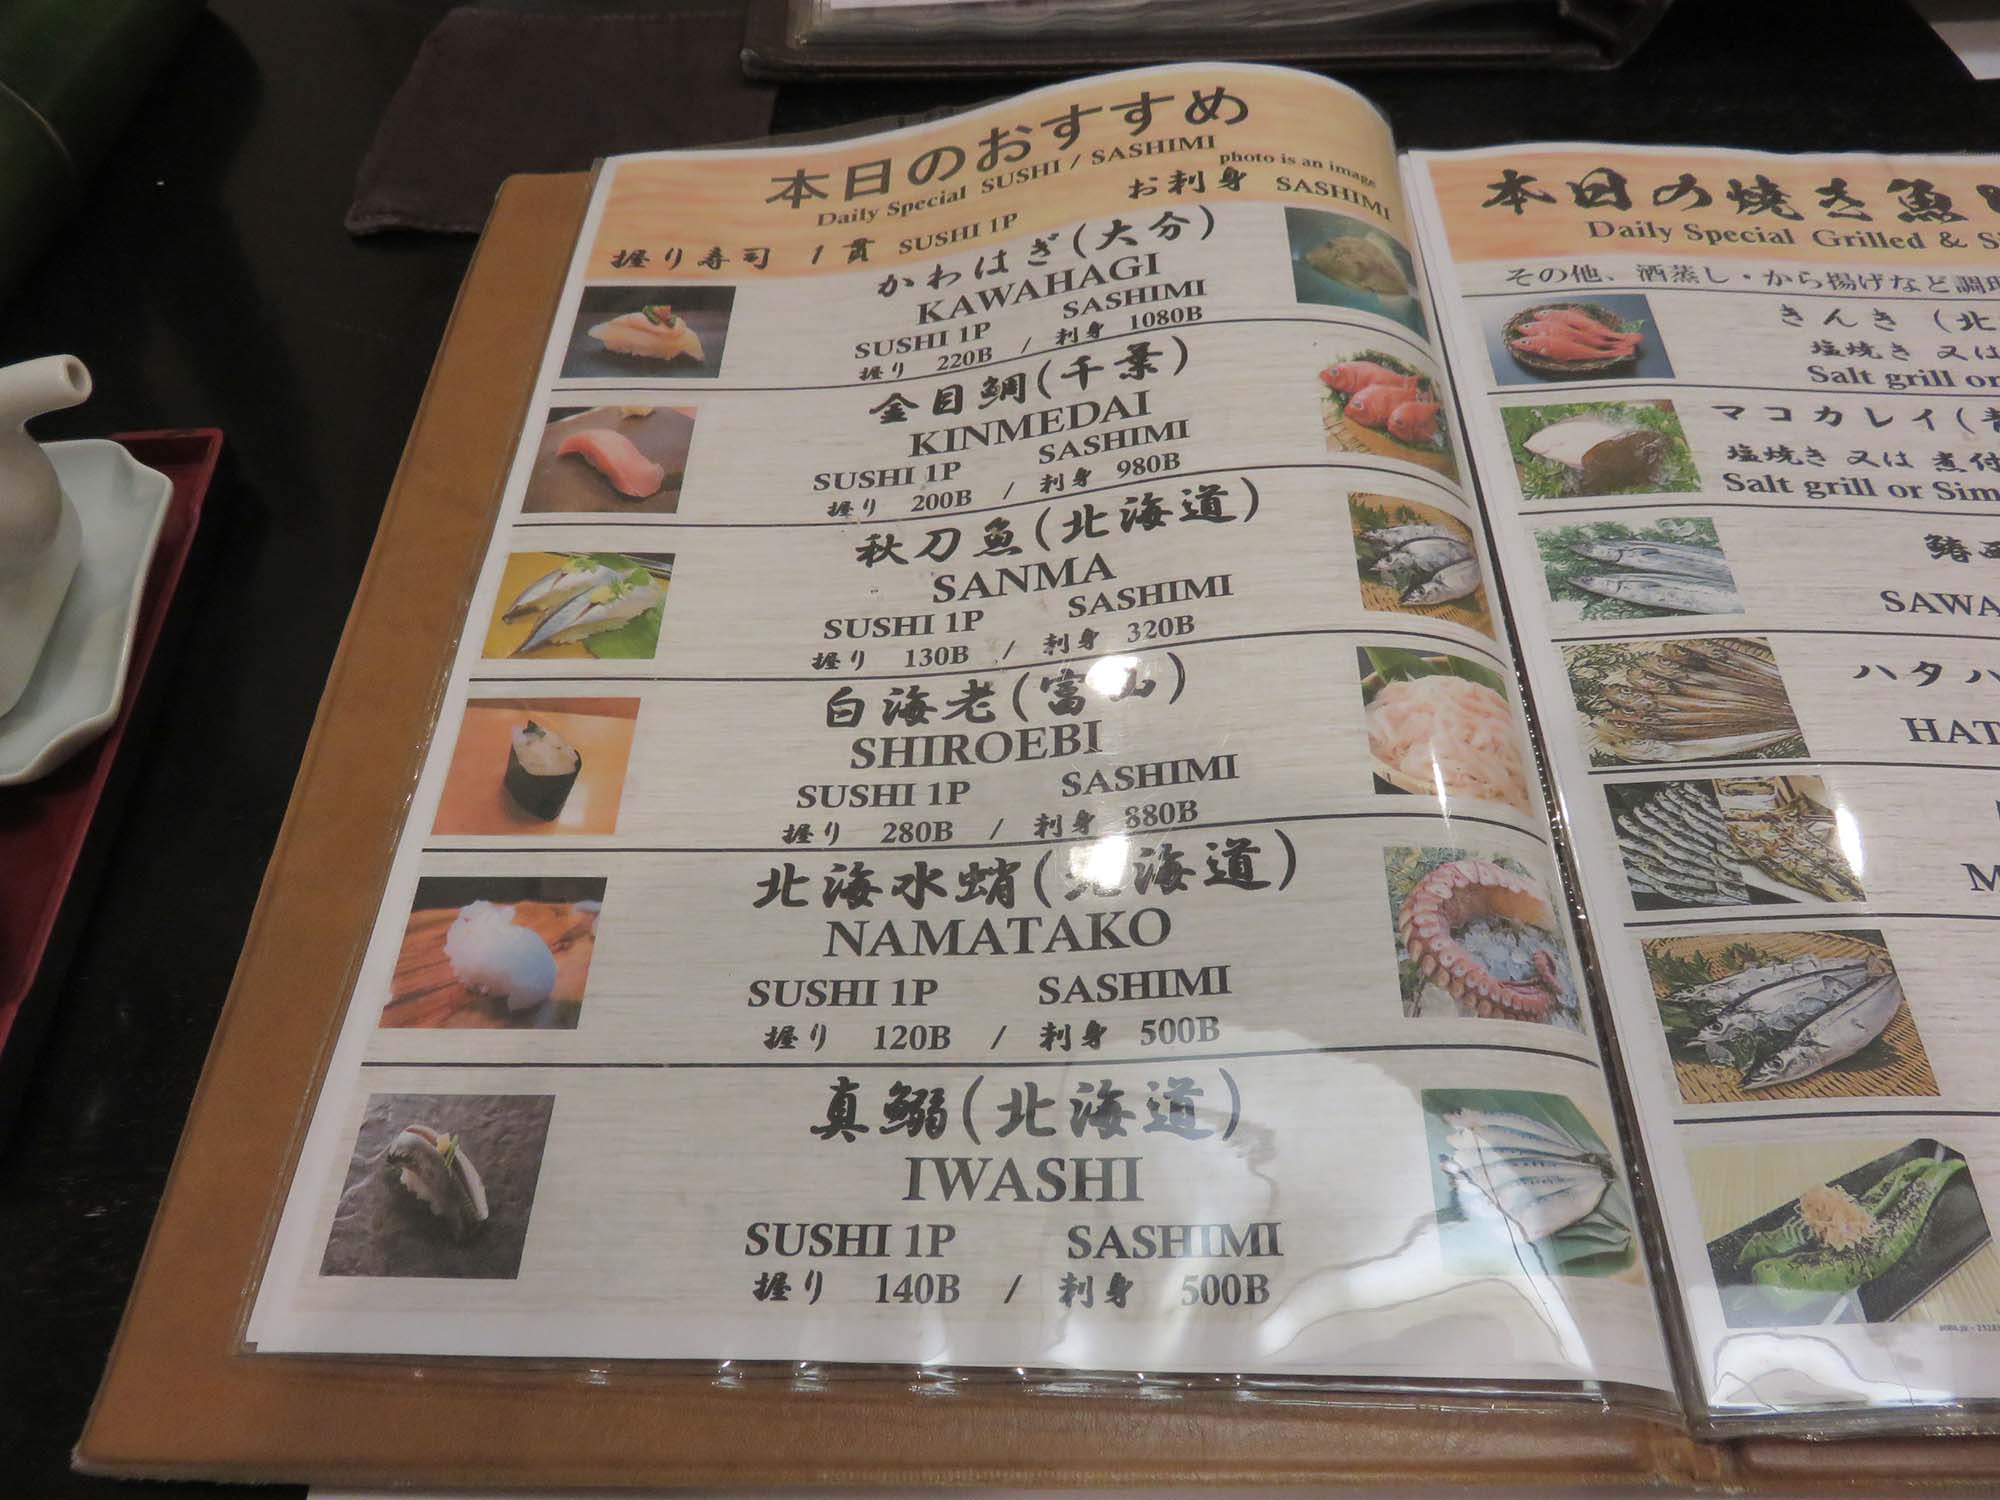 本日のおすすめ
Daily Special SUSHI / SASHIMI
photo is an image
握り寿司 1貫 SUSHI 1P お刺身 SASHIMI
かわはぎ(大分)
KAWAHAGI
SUSHI 1P SASHIMI
握り 220B / 刺身 1080B
金目鯛(千葉)
KINMEDAI
SUSHI 1P SASHIMI
握り 200B / 刺身 980B
秋刀魚(北海道)
SANMA
SUSHI 1P SASHIMI
握り 130B / 刺身 320B
白海老(富山)
SHIROEBI
SUSHI 1P SASHIMI
握り 280B / 刺身 880B
北海水蛸(北海道)
NAMATAKO
SUSHI 1P SASHIMI
握り 120B / 刺身 500B
真鰯(北海道)
IWASHI
SUSHI 1P SASHIMI
握り 140B / 刺身 500B
本日の焼き魚
Daily Special Grilled & S
その他、酒蒸し・から揚げなど調理
きんき (北
塩焼き 又は
Salt grill or
マコカレイ(青
塩焼き 又は 煮付
Salt grill or Sim
鰆
SAWA
ハタハ
HAT
M